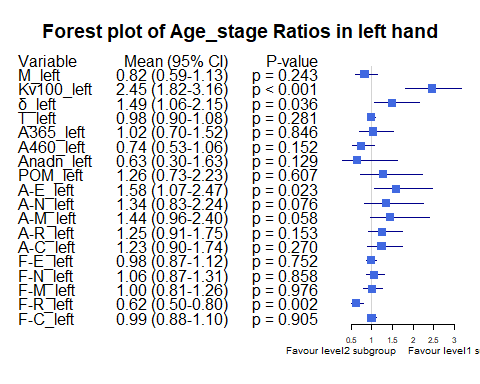 Forest plot of Age_stage Ratios in left hand
Variable Mean (95% CI) P-value
M_left 0.82 (0.59-1.13) p = 0.243
Kv100_left 2.45 (1.82-3.16) p < 0.001
δ_left 1.49 (1.06-2.15) p = 0.036
T_left 0.98 (0.90-1.08) p = 0.281
A365_left 1.02 (0.70-1.52) p = 0.846
A460_left 0.74 (0.53-1.06) p = 0.152
Anadn_left 0.63 (0.30-1.63) p = 0.129
POM_left 1.26 (0.73-2.23) p = 0.607
A-E_left 1.58 (1.07-2.47) p = 0.023
A-N_left 1.34 (0.83-2.24) p = 0.076
A-M_left 1.44 (0.96-2.40) p = 0.058
A-R_left 1.25 (0.91-1.75) p = 0.153
A-C_left 1.23 (0.90-1.74) p = 0.270
F-E_left 0.98 (0.87-1.12) p = 0.752
F-N_left 1.06 (0.87-1.31) p = 0.858
F-M_left 1.00 (0.81-1.26) p = 0.976
F-R_left 0.62 (0.50-0.80) p = 0.002
F-C_left 0.99 (0.88-1.10) p = 0.905
0.5 1 1.5 2 2.5 3
Favour level2 subgroup Favour level1 s